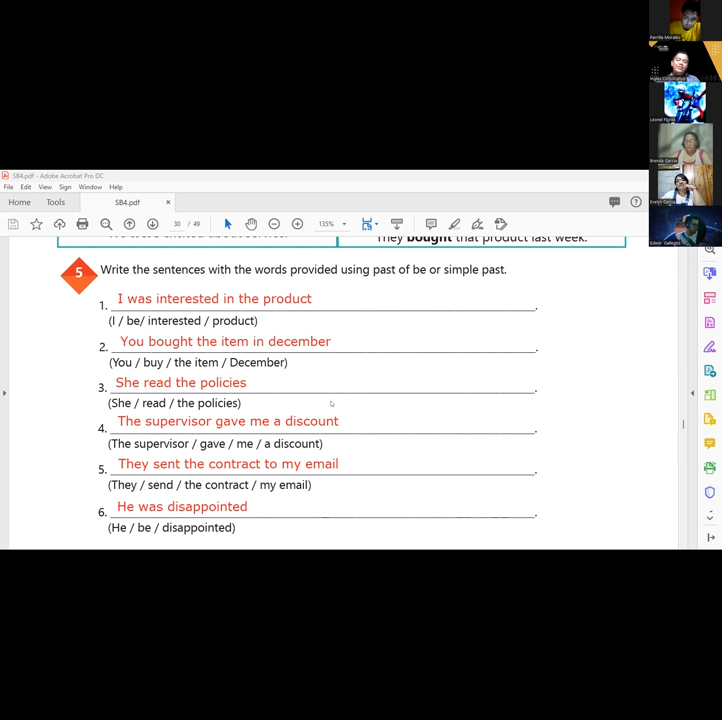 Parrilla Morales
Ingles Corporativo
Leonel Flores
Brenda Garcia
Evelyn Garcia
Edwin Gallegos
SB4.pdf - Adobe Acrobat Pro DC
File Edit View Sign Window Help
Home Tools SB4.pdf ×
30 / 49 135%
They bought that product last week.
5 Write the sentences with the words provided using past of be or simple past.
1. I was interested in the product.
(I / be/ interested / product)
2. You bought the item in december.
(You / buy / the item / December)
3. She read the policies.
(She / read / the policies)
4. The supervisor gave me a discount.
(The supervisor / gave / me / a discount)
5. They sent the contract to my email.
(They / send / the contract / my email)
6. He was disappointed.
(He / be / disappointed)